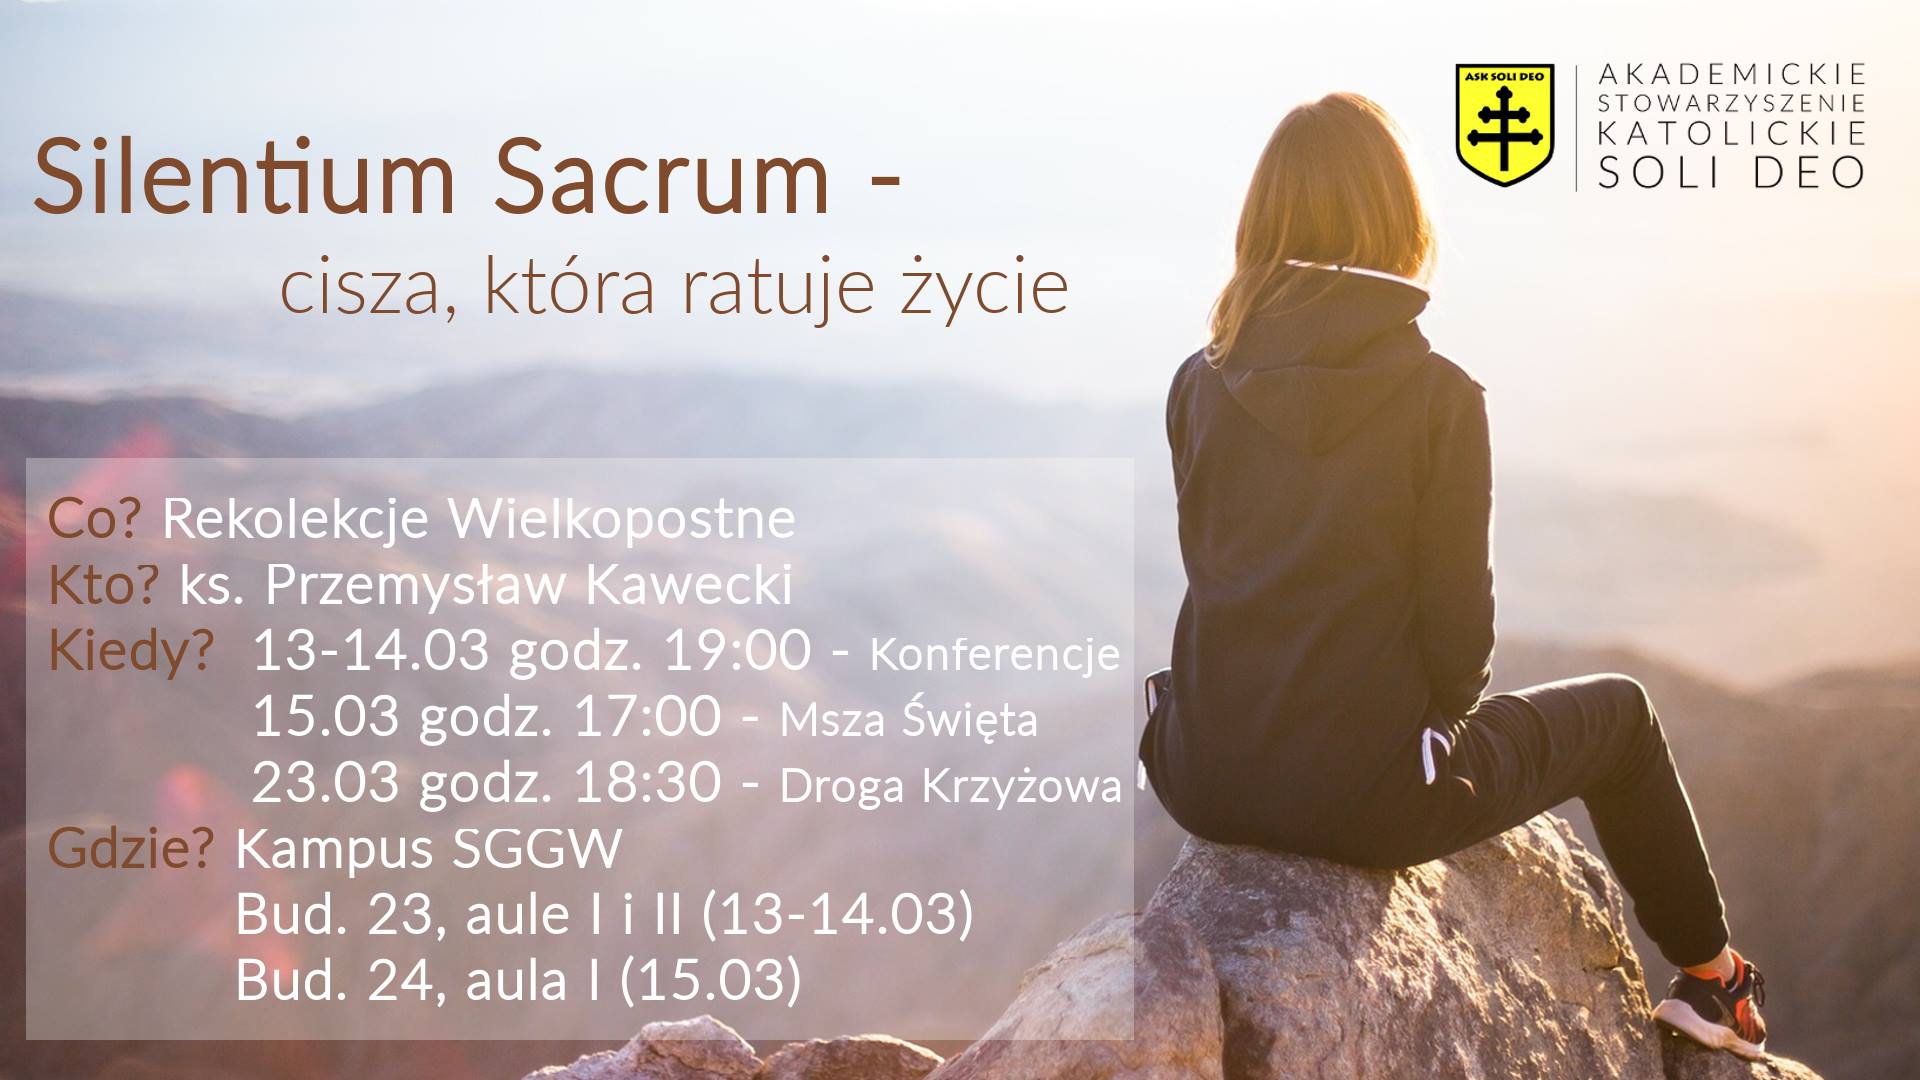 ASK SOLI DEO
AKADEMICKIE
STOWARZYSZENIE
KATOLICKIE
SOLI DEO
Silentium Sacrum -
cisza, która ratuje życie
Co? Rekolekcje Wielkopostne
Kto? ks. Przemysław Kawecki
Kiedy? 13-14.03 godz. 19:00 - Konferencje
15.03 godz. 17:00 - Msza Święta
23.03 godz. 18:30 - Droga Krzyżowa
Gdzie? Kampus SGGW
Bud. 23, aule I i II (13-14.03)
Bud. 24, aula I (15.03)